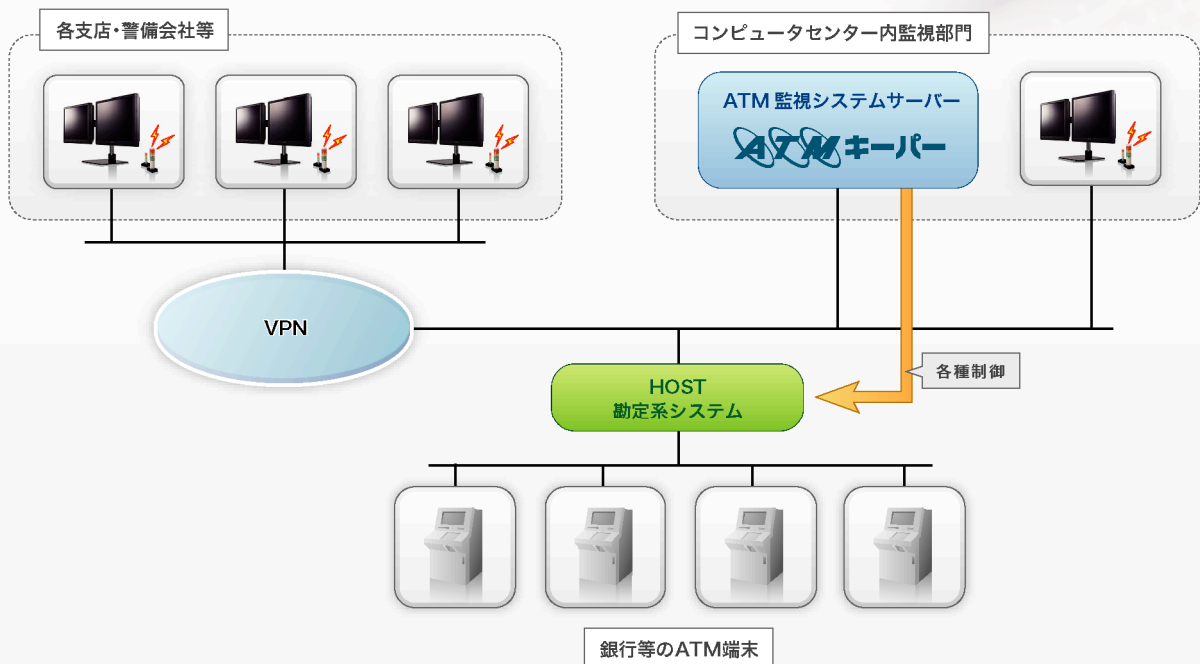 各支店・警備会社等
コンピュータセンター内監視部門
ATM 監視システムサーバー
ATMキーパー
VPN
各種制御
HOST
勘定系システム
銀行等のATM端末